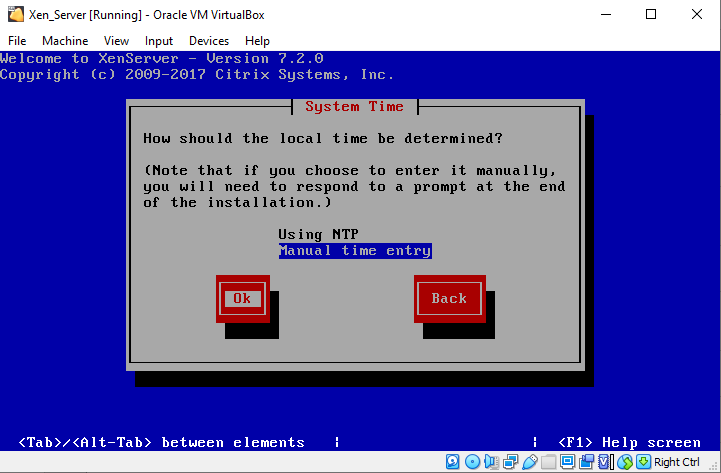 Xen_Server [Running] - Oracle VM VirtualBox
File Machine View Input Devices Help
Welcome to XenServer - Version 7.2.0
Copyright (c) 2009-2017 Citrix Systems, Inc.
System Time
How should the local time be determined?
(Note that if you choose to enter it manually,
you will need to respond to a prompt at the end
of the installation.)
Using NTP
Manual time entry
Ok Back
<Tab>/<Alt-Tab> between elements | | <F1> Help screen
Right Ctrl